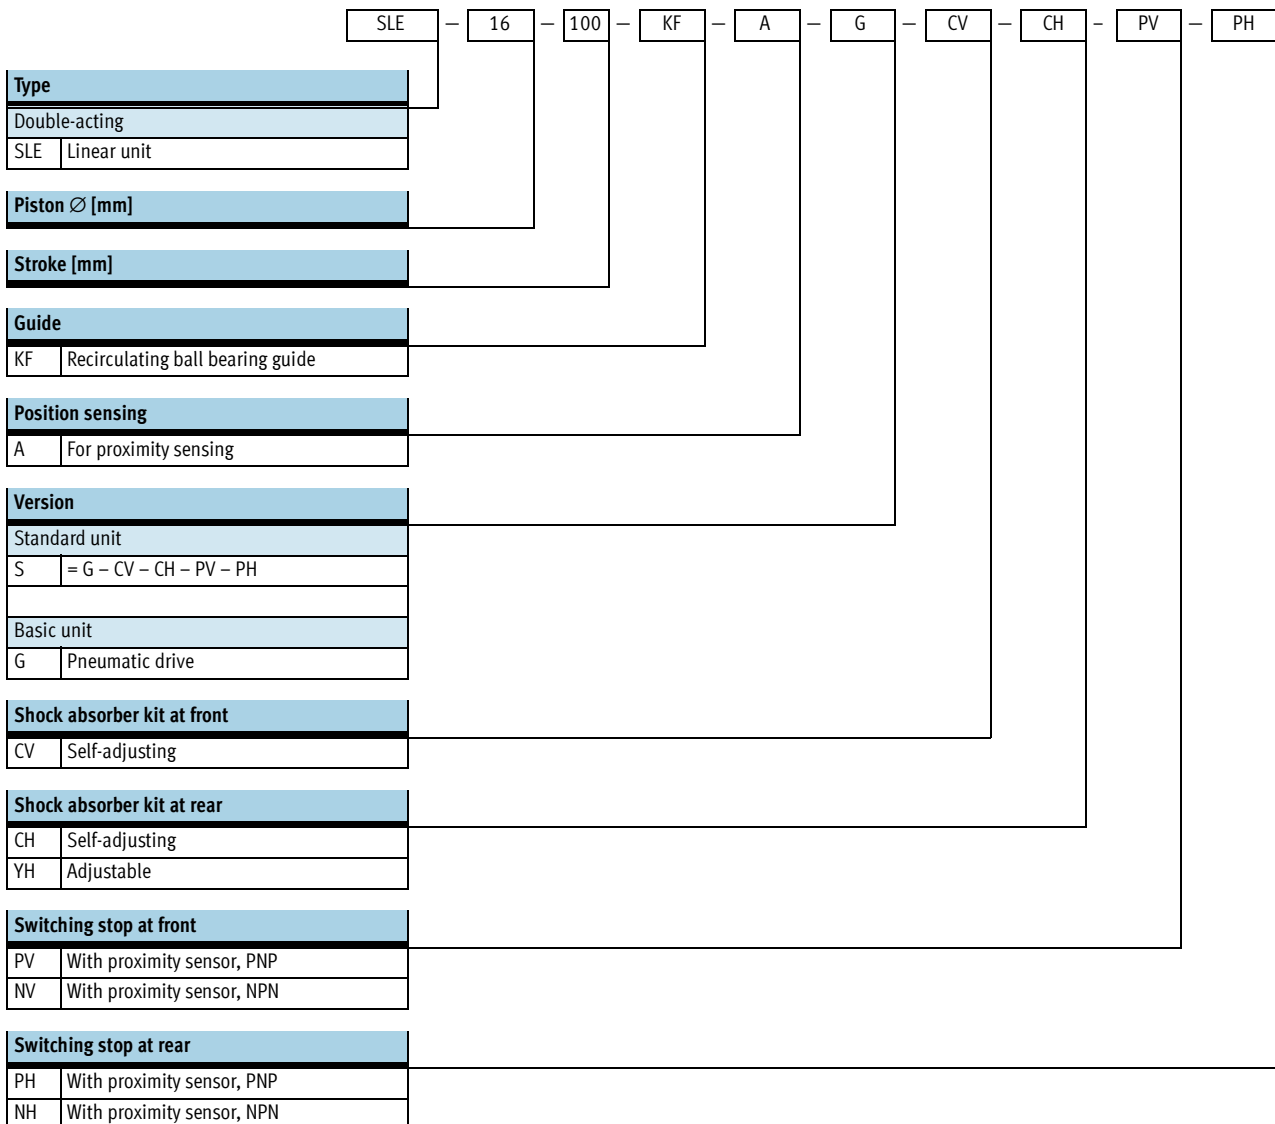 SLE – 16 – 100 – KF – A – G – CV – CH – PV – PH
Type
Double-acting
SLE Linear unit
Piston ∅ [mm]
Stroke [mm]
Guide
KF Recirculating ball bearing guide
Position sensing
A For proximity sensing
Version
Standard unit
S = G – CV – CH – PV – PH
Basic unit
G Pneumatic drive
Shock absorber kit at front
CV Self-adjusting
Shock absorber kit at rear
CH Self-adjusting
YH Adjustable
Switching stop at front
PV With proximity sensor, PNP
NV With proximity sensor, NPN
Switching stop at rear
PH With proximity sensor, PNP
NH With proximity sensor, NPN